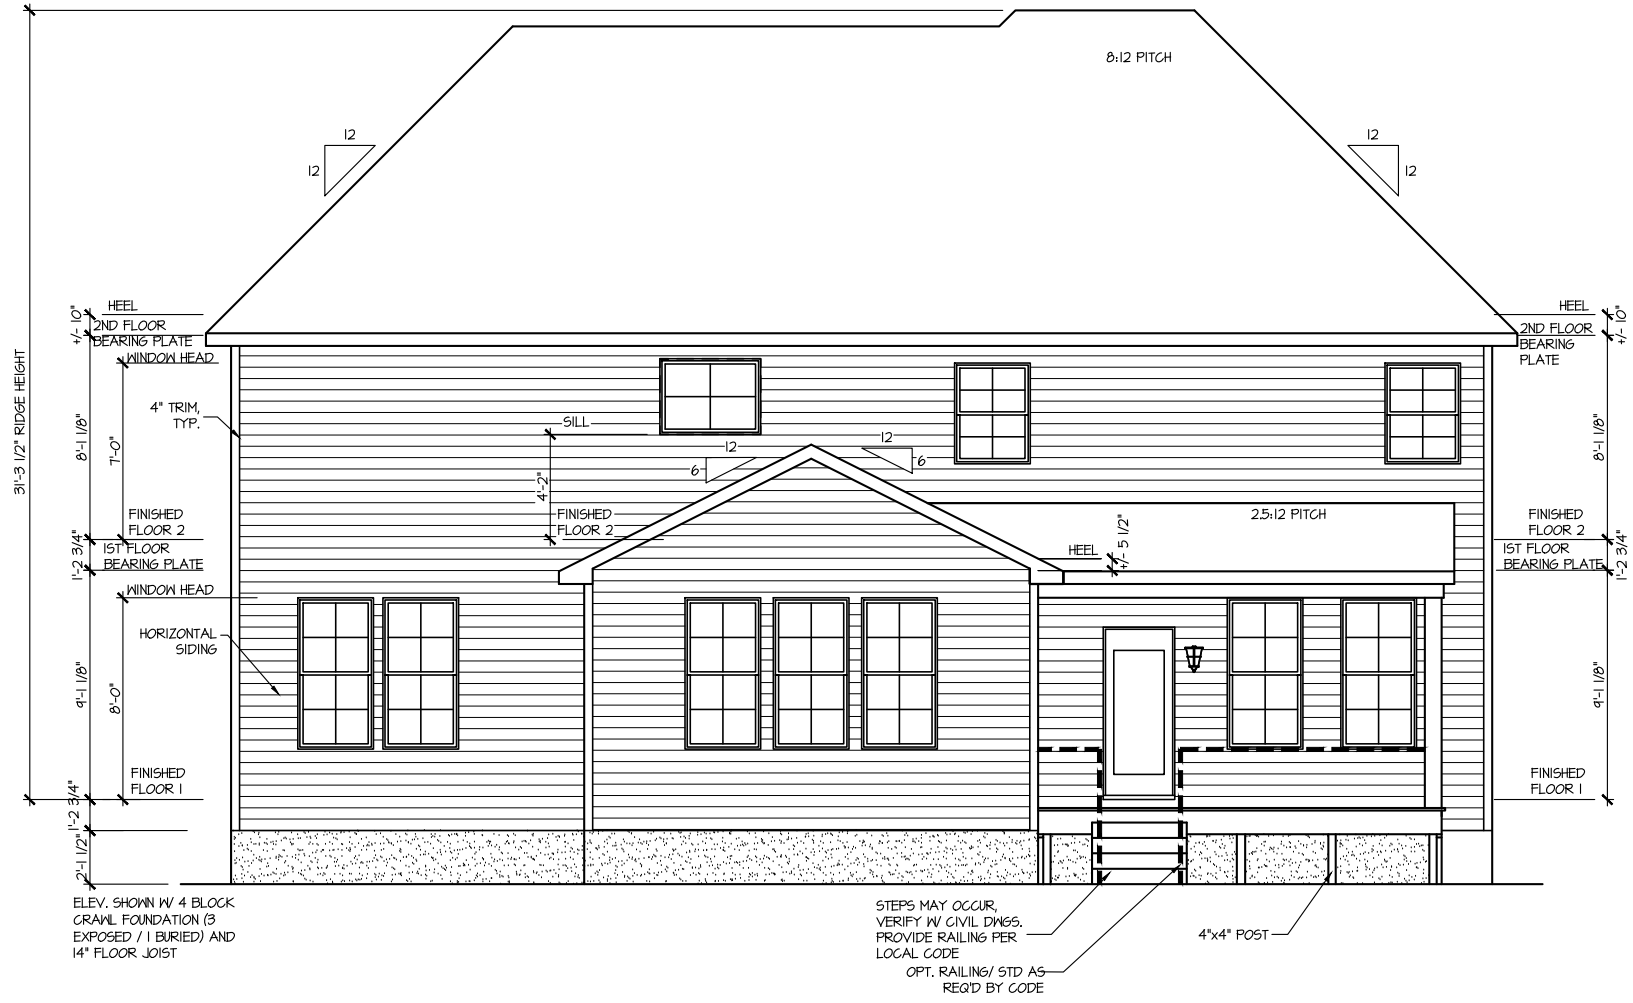 8:12 PITCH
12
12
12
12
31'-3 1/2" RIDGE HEIGHT
+/- 10"
HEEL
2ND FLOOR
BEARING PLATE
WINDOW HEAD
8'-1 1/8"
7'-0"
4" TRIM,
TYP.
SILL
4'-2"
12
6
12
6
FINISHED
FLOOR 2
FINISHED
FLOOR 2
1'-2 3/4"
1ST FLOOR
BEARING PLATE
WINDOW HEAD
HORIZONTAL
SIDING
9'-1 1/8"
8'-0"
FINISHED
FLOOR 1
1'-2 3/4"
2'-1 1/2"
2.5:12 PITCH
HEEL
+/- 5 1/2"
HEEL
+/- 10"
2ND FLOOR
BEARING
PLATE
8'-1 1/8"
FINISHED
FLOOR 2
1ST FLOOR
BEARING PLATE
1'-2 3/4"
9'-1 1/8"
FINISHED
FLOOR 1
ELEV. SHOWN W/ 4 BLOCK
CRAWL FOUNDATION (3
EXPOSED / 1 BURIED) AND
14" FLOOR JOIST
STEPS MAY OCCUR,
VERIFY W/ CIVIL DWGS.
PROVIDE RAILING PER
LOCAL CODE
OPT. RAILING/ STD AS
REQ'D BY CODE
4"x4" POST